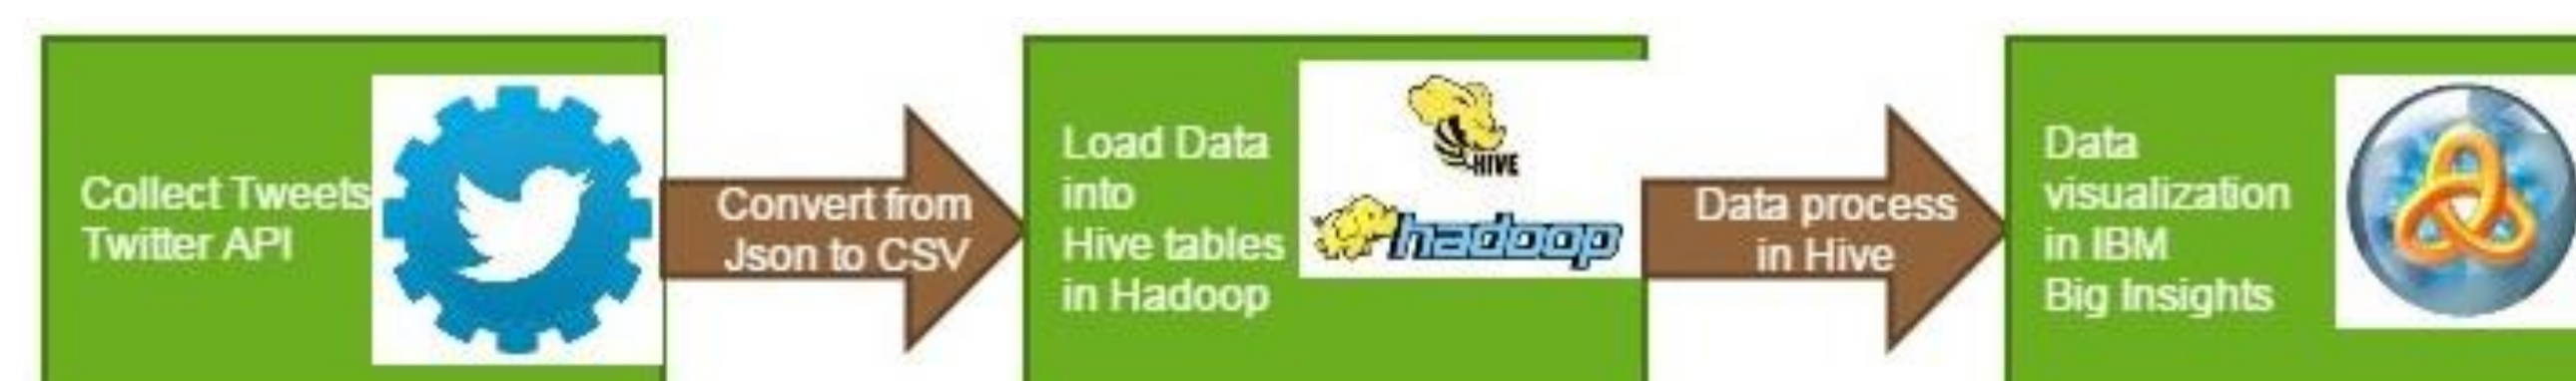 Collect Tweets
Twitter API
Convert from
Json to CSV
Load Data
into
Hive tables
in Hadoop
HIVE
hadoop
Data process
in Hive
Data
visualization
in IBM
Big Insights